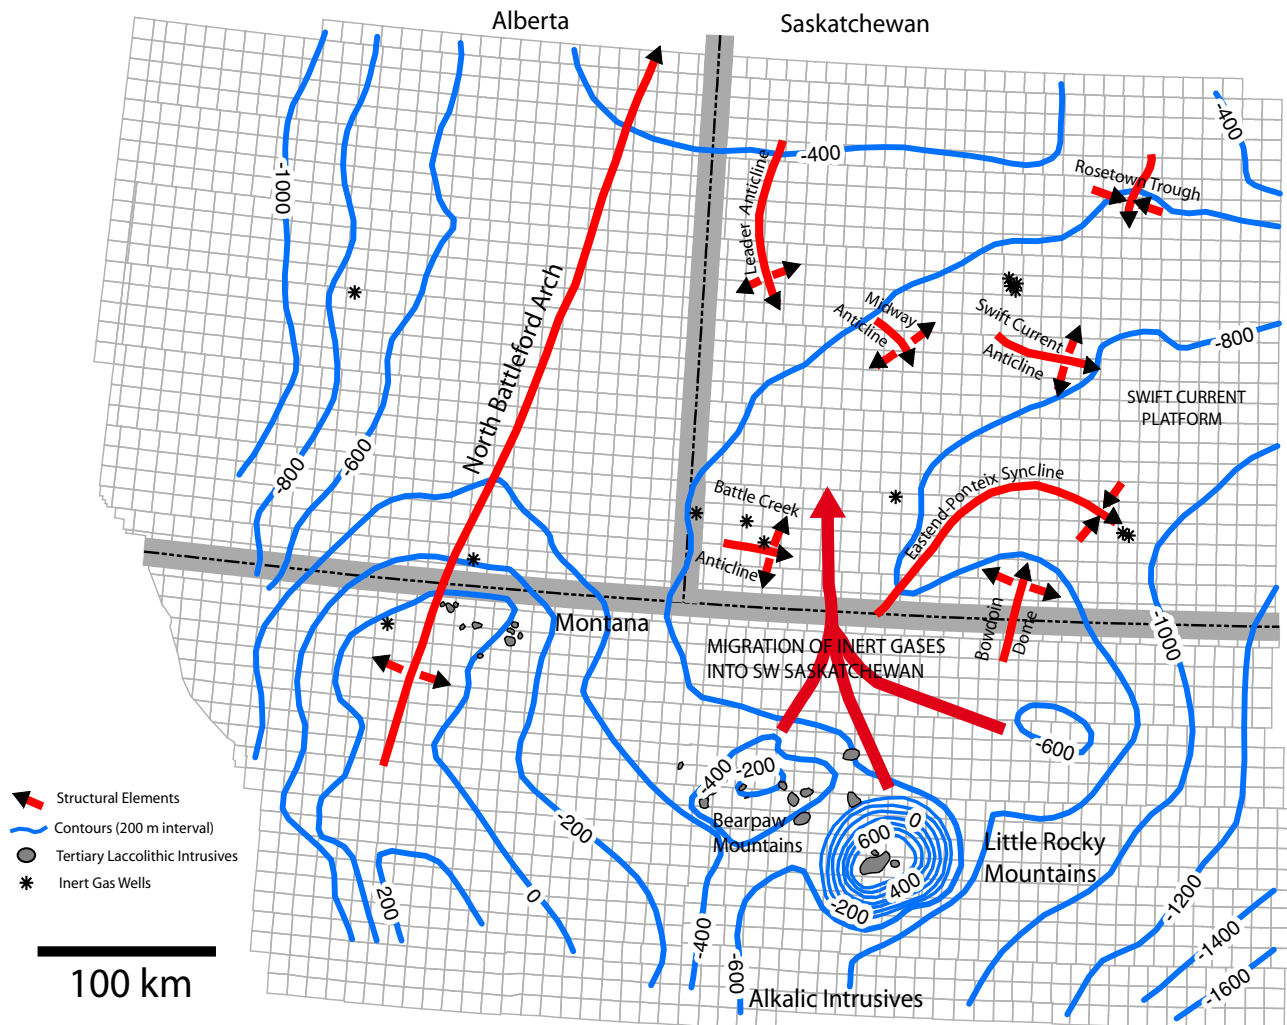 Alberta
Saskatchewan
-400
-400
Rosetown Trough
-1000
Leader Anticline
North Battleford Arch
Midway
Anticline
Swift Current
Anticline
-800
SWIFT CURRENT
PLATFORM
-800
-600
Battle Creek
Anticline
Eastend-Ponteix Syncline
Montana
MIGRATION OF INERT GASES
INTO SW SASKATCHEWAN
Bowdoin
Dome
-1000
-600
-400
-200
Bearpaw
Mountains
0
600
400
-200
Little Rocky
Mountains
Structural Elements
Contours (200 m interval)
Tertiary Laccolithic Intrusives
Inert Gas Wells
-200
200
0
-400
-600
-1200
-1400
-1600
100 km
Alkalic Intrusives